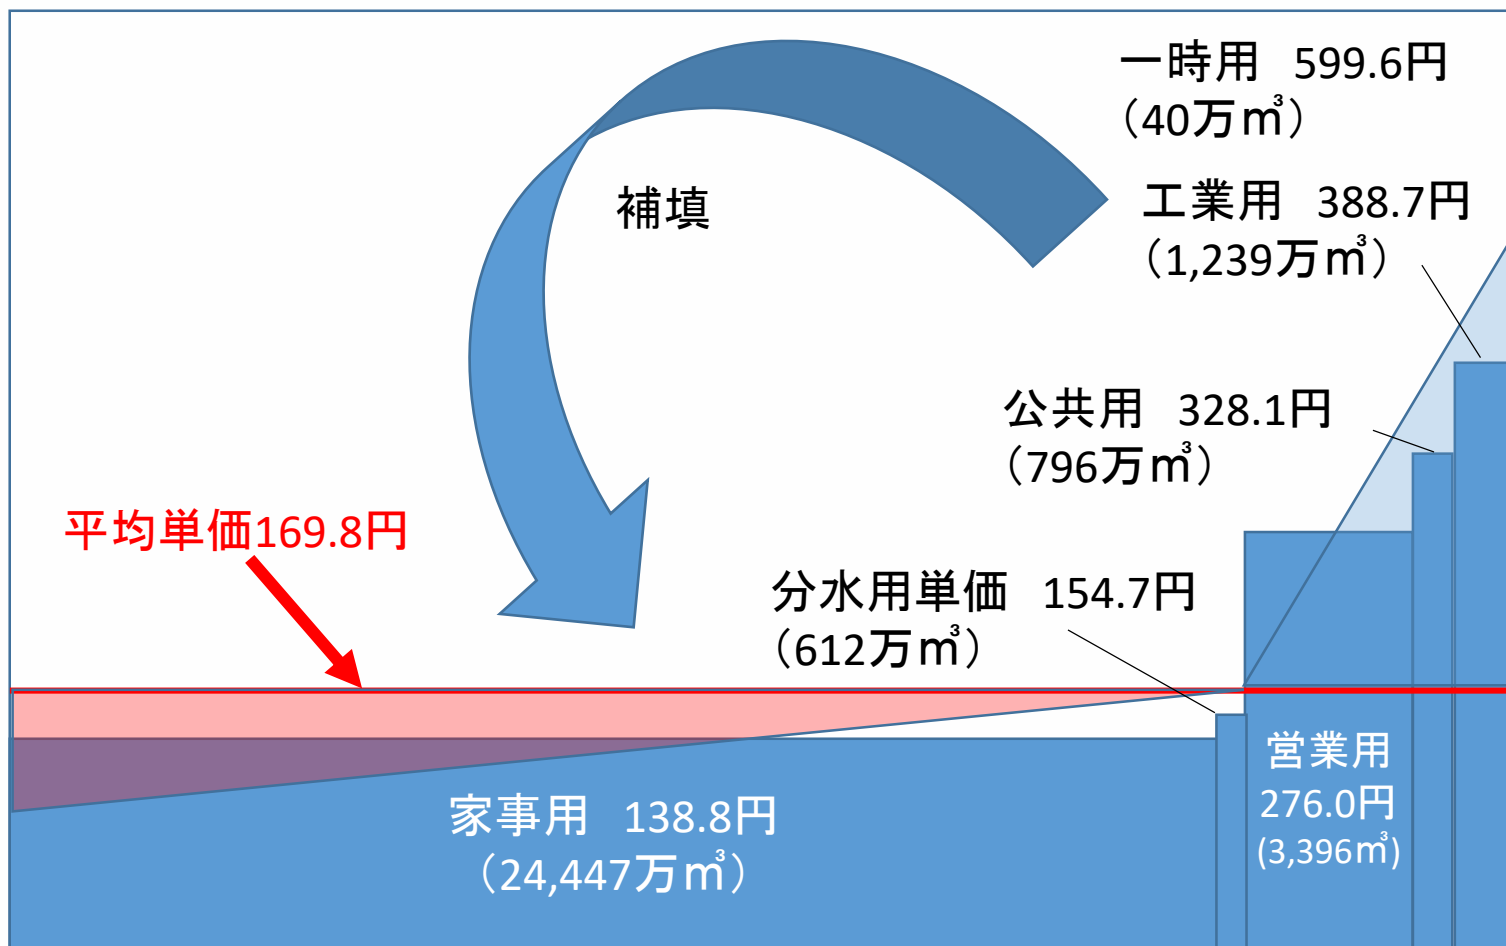 一時用 599.6円
（40万㎥）
工業用 388.7円
（1,239万㎥）
補填
公共用 328.1円
（796万㎥）
平均単価169.8円
分水用単価 154.7円
（612万㎥）
営業用
276.0円
(3,396㎥)
家事用 138.8円
（24,447万㎥）